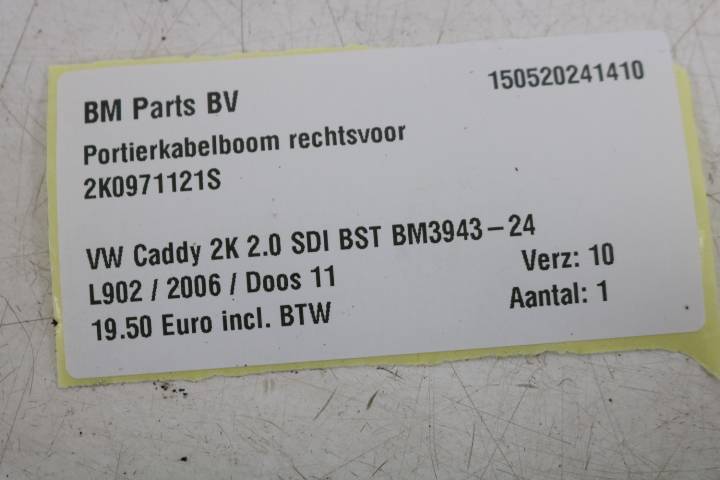 BM Parts BV 150520241410
Portierkabelboom rechtsvoor
2K0971121S
VW Caddy 2K 2.0 SDI BST BM3943-24
L902 / 2006 / Doos 11 Verz: 10
19.50 Euro incl. BTW Aantal: 1